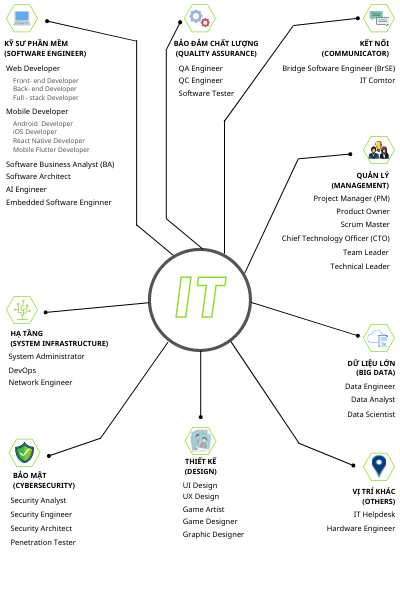 KỸ SƯ PHẦN MỀM
(SOFTWARE ENGINEER)
Web Developer
Front- end Developer
Back- end Developer
Full - stack Developer
Mobile Developer
Android Developer
iOS Developer
React Native Developer
Mobile Flutter Developer
Software Business Analyst (BA)
Software Architect
AI Engineer
Embedded Software Enginner
BẢO ĐẢM CHẤT LƯỢNG
(QUALITY ASSURANCE)
QA Engineer
QC Engineer
Software Tester
KẾT NỐI
(COMMUNICATOR)
Bridge Software Engineer (BrSE)
IT Comtor
QUẢN LÝ
(MANAGEMENT)
Project Manager (PM)
Product Owner
Scrum Master
Chief Technology Officer (CTO)
Team Leader
Technical Leader
IT
HẠ TẦNG
(SYSTEM INFRASTRUCTURE)
System Administrator
DevOps
Network Engineer
DỮ LIỆU LỚN
(BIG DATA)
Data Engineer
Data Analyst
Data Scientist
BẢO MẬT
(CYBERSECURITY)
Security Analyst
Security Engineer
Security Architect
Penetration Tester
THIẾT KẾ
(DESIGN)
UI Design
UX Design
Game Artist
Game Designer
Graphic Designer
VỊ TRÍ KHÁC
(OTHERS)
IT Helpdesk
Hardware Engineer